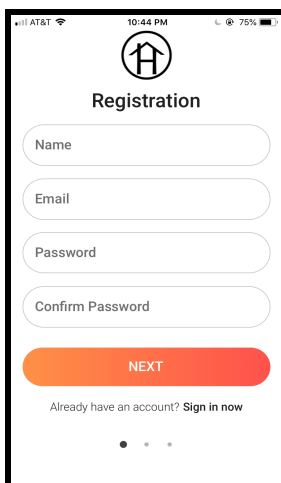 AT&T 10:44 PM 75%
Registration
Name
Email
Password
Confirm Password
NEXT
Already have an account? Sign in now